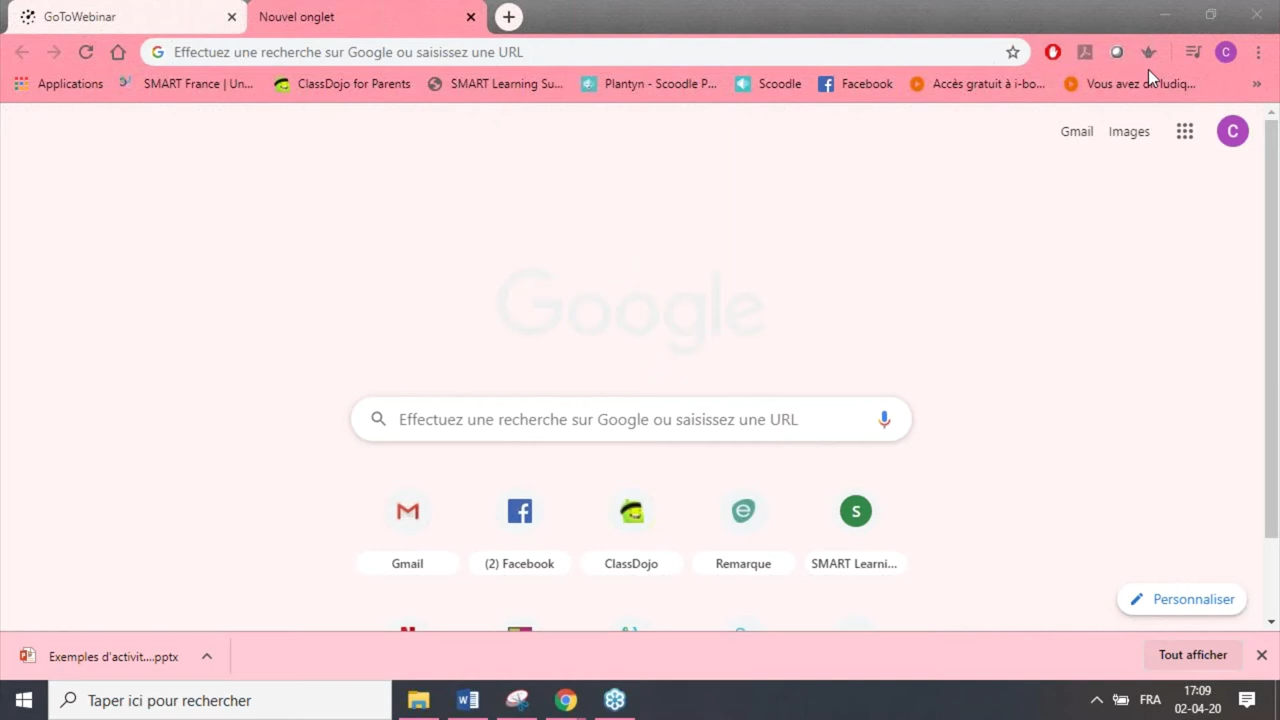 GoToWebinar
Nouvel onglet
Effectuez une recherche sur Google ou saisissez une URL
C
Applications
SMART France | Un...
ClassDojo for Parents
SMART Learning Su...
Plantyn - Scoodle P...
Scoodle
Facebook
Accès gratuit à i-bo...
Vous avez
ludiq...
»
Gmail
Images
C
Google
Effectuez une recherche sur Google ou saisissez une URL
S
Gmail
(2) Facebook
ClassDojo
Remarque
SMART Learni...
Personnaliser
Exemples d'activit....pptx
Tout afficher
Taper ici pour rechercher
FRA
17:09
02-04-20